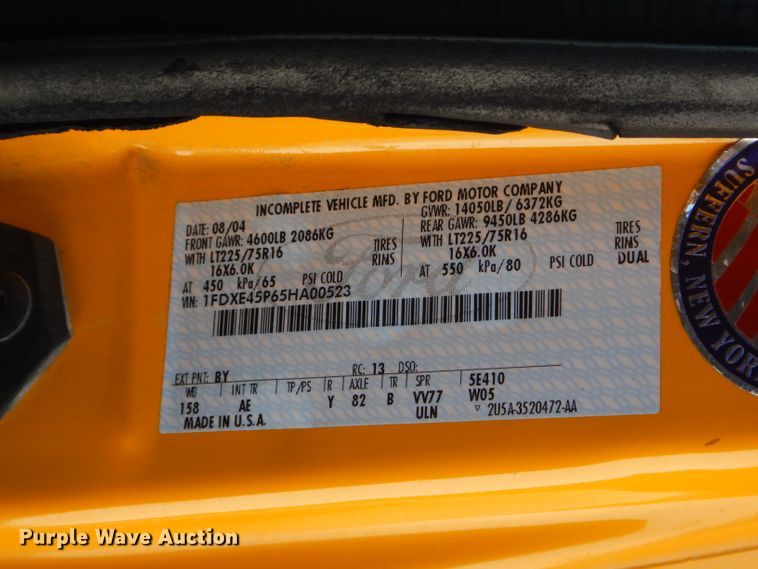 INCOMPLETE VEHICLE MFD. BY FORD MOTOR COMPANY
DATE: 08/04 GVWR: 14050LB/ 6372KG
FRONT GAWR: 4600LB 2086KG REAR GAWR: 9450LB 4286KG
WITH LT225/75R16 TIRES WITH LT225/75R16 TIRES
16X6.0K RIMS 16X6.0K RIMS
AT 450 kPa/65 PSI COLD AT 550 kPa/80 PSI COLD DUAL
VIN: 1FDXE45P65HA00523
Ford
EXT PNT: BY RC: 13 DSO:
WB INT TR TP/PS R AXLE TR SPR 5E410
158 AE Y 82 B VV77 W05
MADE IN U.S.A. ULN ▽ 2U5A-3520472-AA
SUFFERN, NEW YORK
Purple Wave Auction